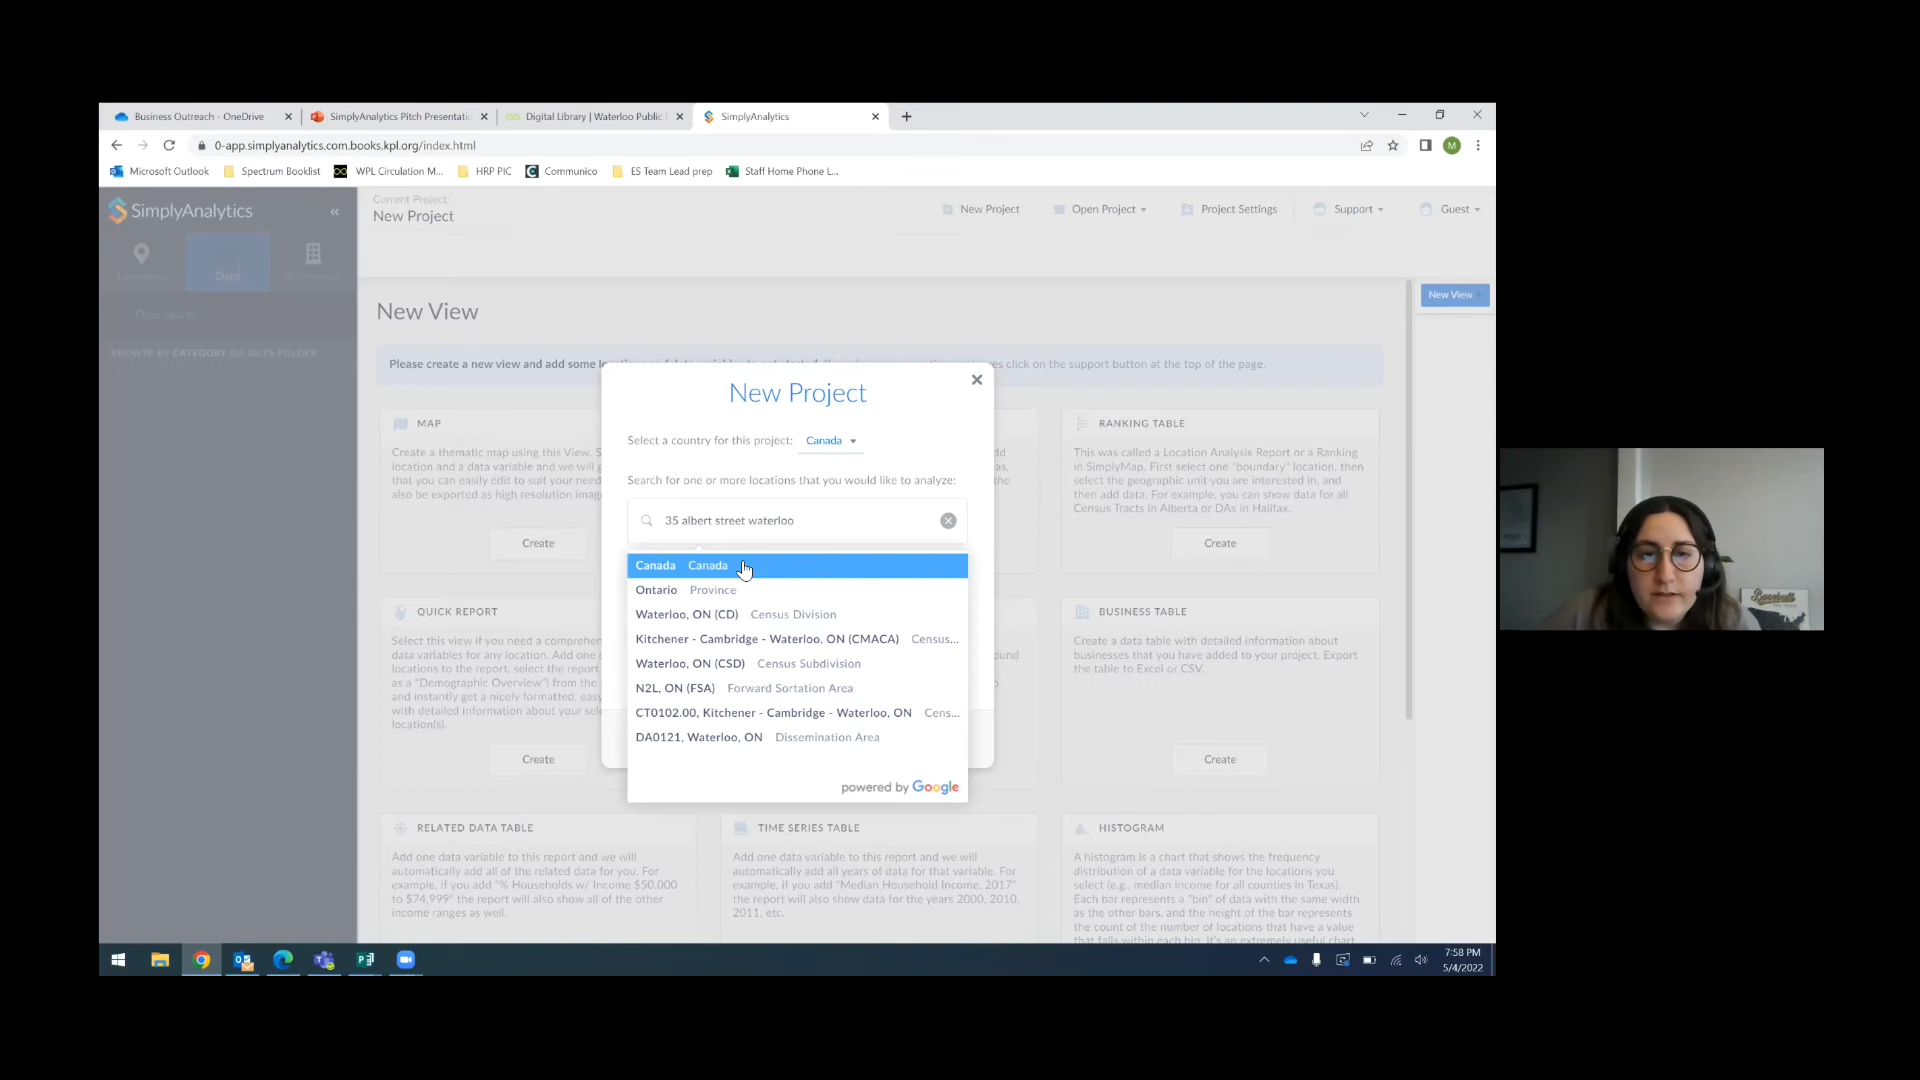 Business Outreach - OneDrive
SimplyAnalytics Pitch Presentati
Digital Library | Waterloo Public
SimplyAnalytics
0-app.simplyanalytics.com.books.kpl.org/index.html
Microsoft Outlook
Spectrum Booklist
WPL Circulation M...
HRP PIC
Communico
ES Team Lead prep
Staff Home Phone L...
SimplyAnalytics
«
Current Project:
New Project
New Project
Open Project
Project Settings
Support
Guest
Data
Data Search
BROWSE BY CATEGORY OR DATA FOLDER
New View
New View
Please create a new view and add some
es click on the support button at the top of the page.
MAP
Create a thematic map using this View. S
location and a data variable and we will g
that you can easily edit to suit your need
also be exported as high resolution imag
Create
RANKING TABLE
This was called a Location Analysis Report or a Ranking
in SimplyMap. First select one "boundary" location, then
select the geographic unit you are interested in, and
then add data. For example, you can show data for all
Census Tracts in Alberta or DAs in Halifax.
Create
New Project
Select a country for this project: Canada
Search for one or more locations that you would like to analyze:
35 albert street waterloo
Canada Canada
Ontario Province
Waterloo, ON (CD) Census Division
Kitchener - Cambridge - Waterloo, ON (CMACA) Census...
Waterloo, ON (CSD) Census Subdivision
N2L, ON (FSA) Forward Sortation Area
CT0102.00, Kitchener - Cambridge - Waterloo, ON Cens...
DA0121, Waterloo, ON Dissemination Area
powered by Google
QUICK REPORT
Select this view if you need a comprehen
data variables for any location. Add one o
locations to the report, select the report
as a "Demographic Overview") from the
and instantly get a nicely formatted, easy
with detailed information about your sele
location(s).
Create
BUSINESS TABLE
Create a data table with detailed information about
businesses that you have added to your project. Export
the table to Excel or CSV.
Create
RELATED DATA TABLE
Add one data variable to this report and we will
automatically add all of the related data for you. For
example, if you add "% Households w/ Income $50,000
to $74,999" the report will also show all of the other
income ranges as well.
TIME SERIES TABLE
Add one data variable to this report and we will
automatically add all years of data for that variable. For
example, if you add "Median Household Income, 2017"
the report will also show data for the years 2000, 2010,
2011, etc.
HISTOGRAM
A histogram is a chart that shows the frequency
distribution of a data variable for the locations you
select (e.g., median income for all counties in Texas).
Each bar represents a "bin" of data with the same width
as the other bars, and the height of the bar represents
the count of the number of locations that have a value
that falls within each bin. It's an extremely useful chart
7:58 PM
5/4/2022
Baseball